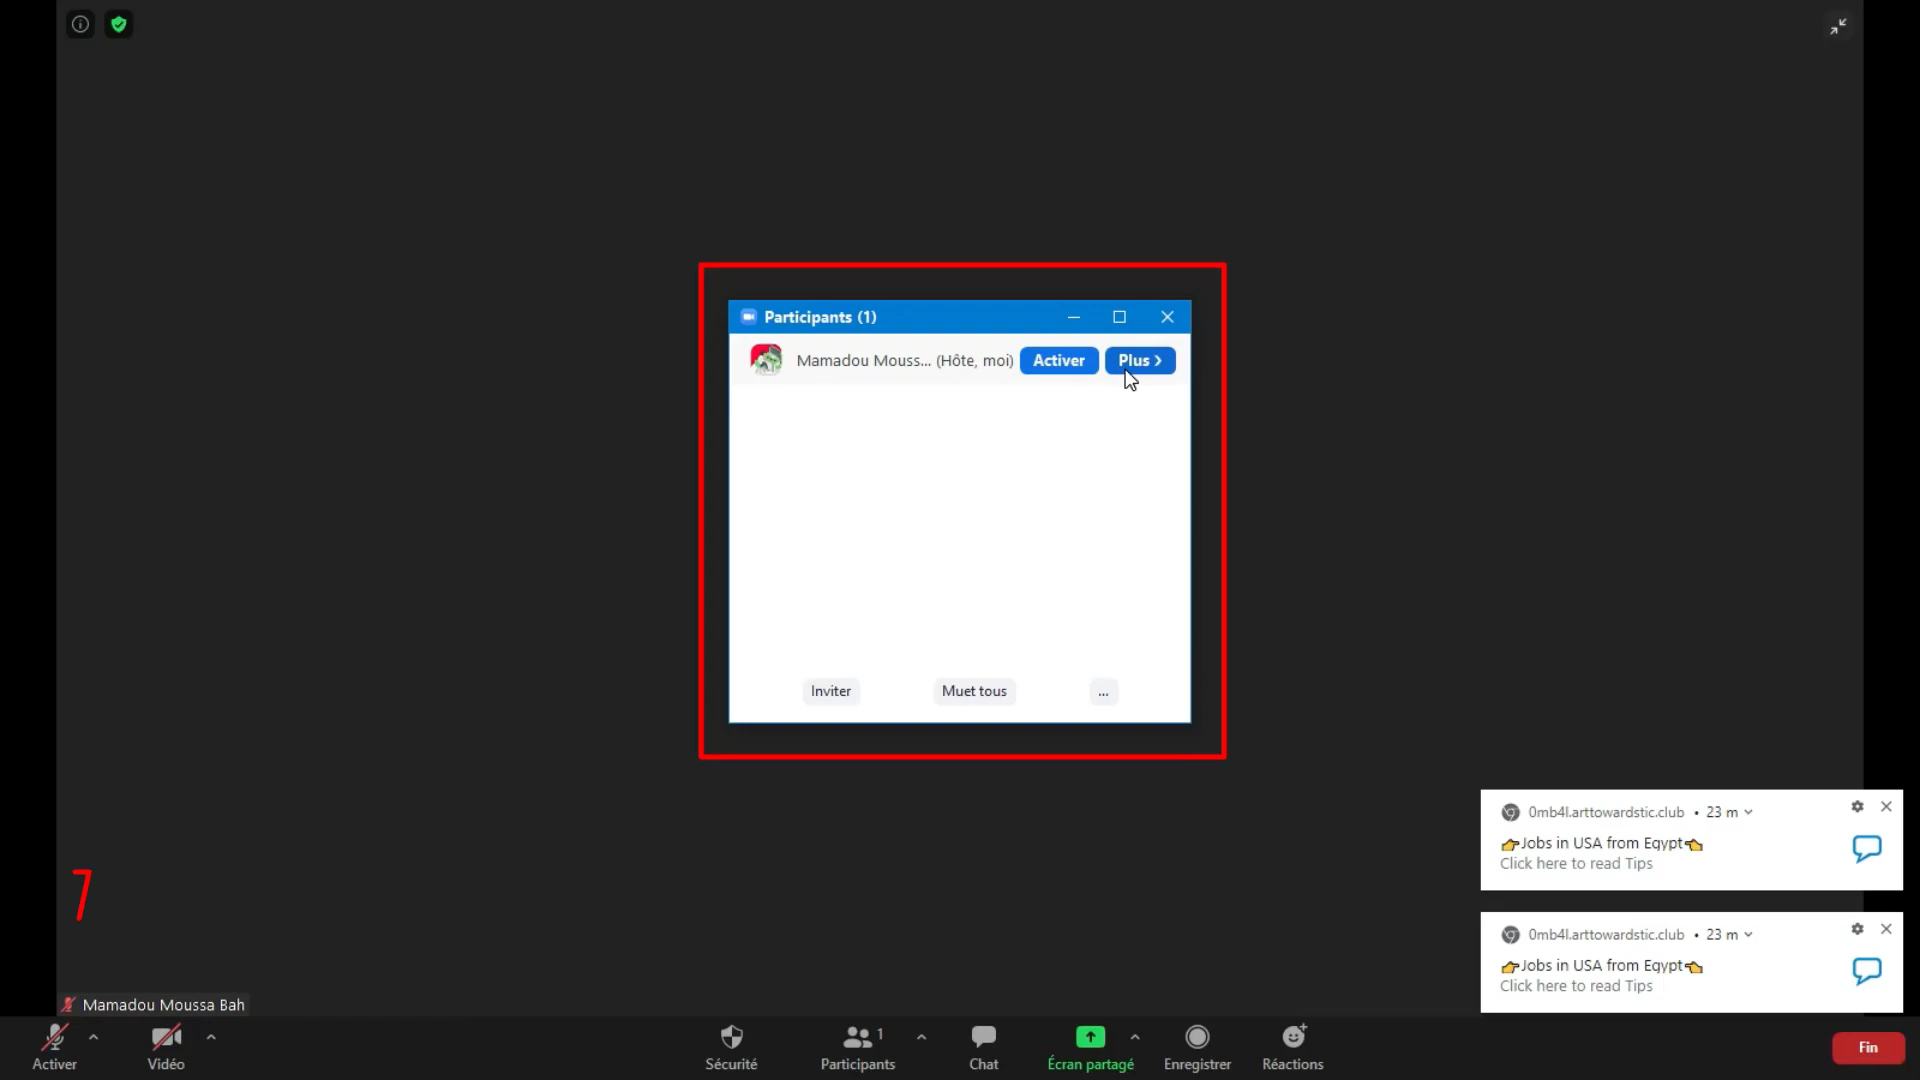 Participants (1)
Mamadou Mouss... (Hôte, moi) Activer Plus >
Inviter Muet tous ...
0mb4l.arttowardstic.club • 23 m
👉Jobs in USA from Egypt👈
Click here to read Tips
7
0mb4l.arttowardstic.club • 23 m
👉Jobs in USA from Egypt👈
Click here to read Tips
Mamadou Moussa Bah
1
Activer Vidéo Sécurité Participants Chat Écran partagé Enregistrer Réactions Fin